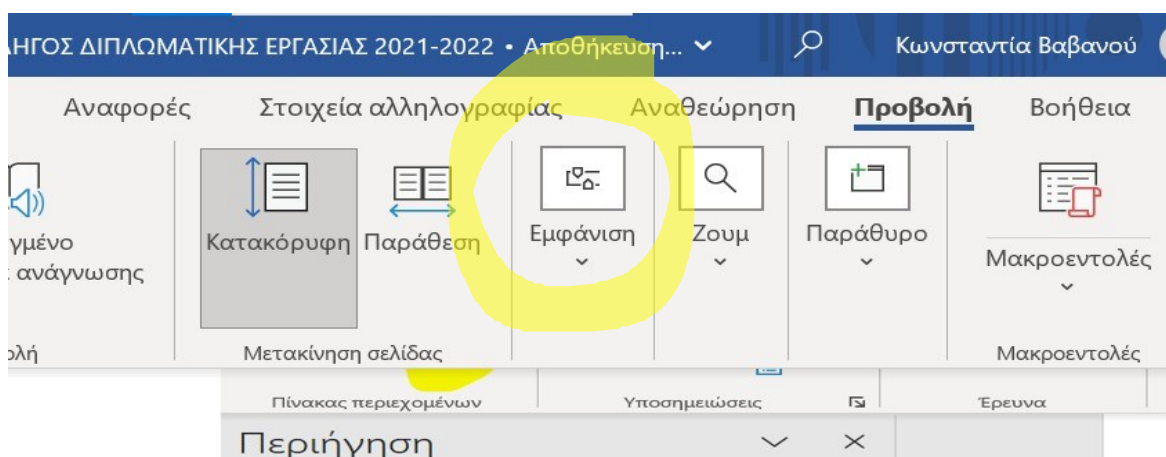 ΗΓΟΣ ΔΙΠΛΩΜΑΤΙΚΗΣ ΕΡΓΑΣΙΑΣ 2021-2022 • Αποθήκευση... Κωνσταντία Βαβανού
Αναφορές Στοιχεία αλληλογραφίας Αναθεώρηση Προβολή Βοήθεια
γμένο Κατακόρυφη Παράθεση Εμφάνιση Ζουμ Παράθυρο Μακροεντολές
ανάγνωσης
ολή Μετακίνηση σελίδας Μακροεντολές
Πίνακας περιεχομένων Υποσημειώσεις Έρευνα
Περιήγηση